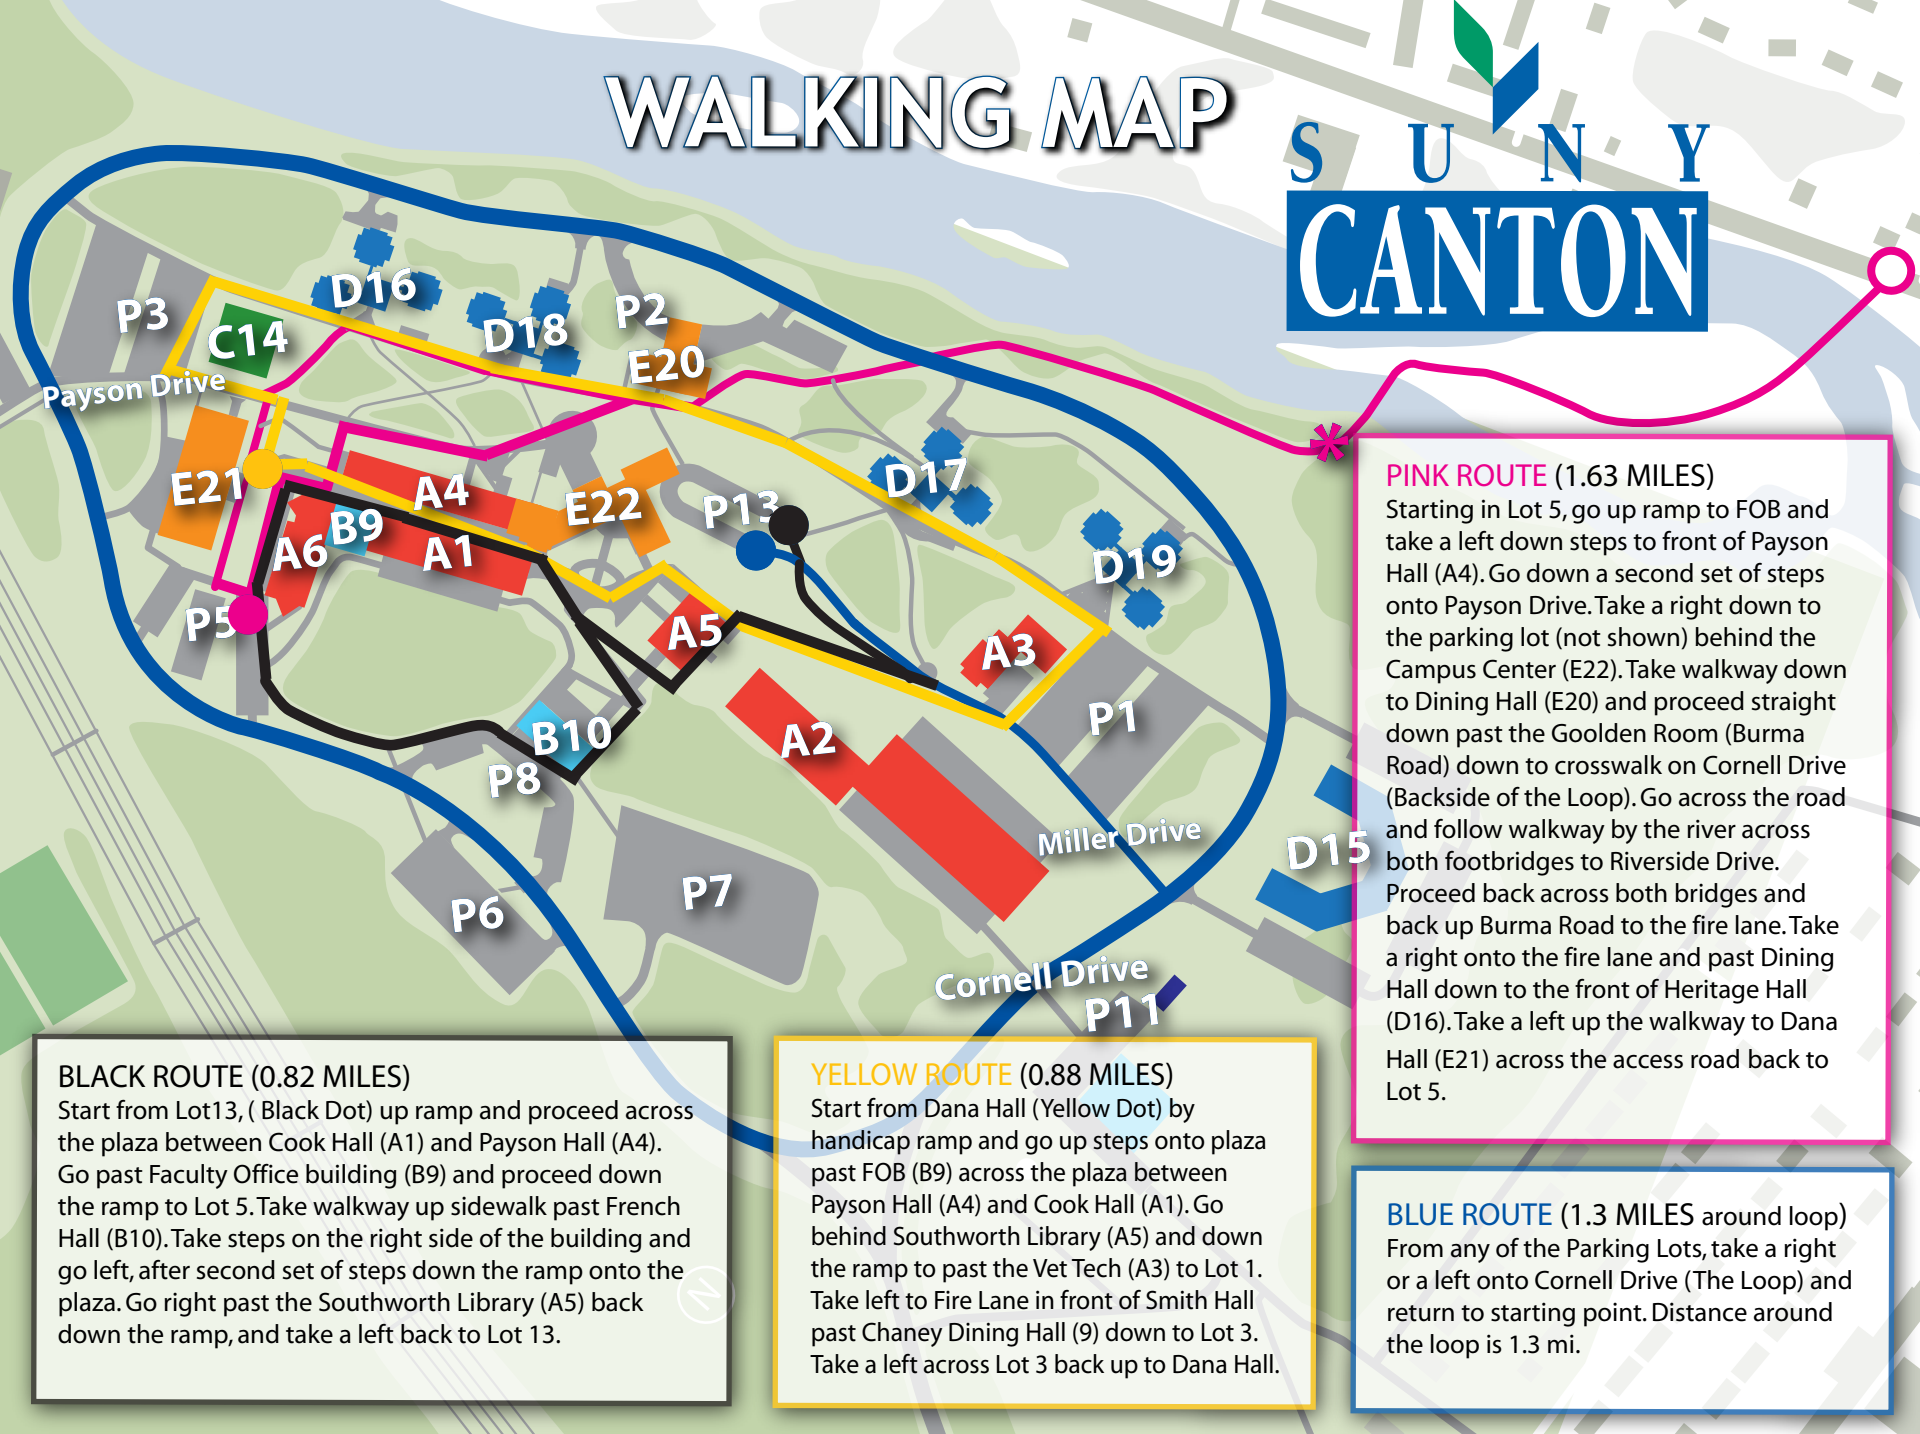 WALKING MAP
S U N Y
CANTON
P3
C14
D16
D18
P2
E20
Payson Drive
E21
A4
E22
P13
D17
D19
B9
A6
A1
P5
A5
A3
B10
P8
A2
P1
Miller Drive
D15
P6
P7
Cornell Drive
P11
PINK ROUTE (1.63 MILES)
Starting in Lot 5, go up ramp to FOB and
take a left down steps to front of Payson
Hall (A4). Go down a second set of steps
onto Payson Drive. Take a right down to
the parking lot (not shown) behind the
Campus Center (E22). Take walkway down
to Dining Hall (E20) and proceed straight
down past the Goolden Room (Burma
Road) down to crosswalk on Cornell Drive
(Backside of the Loop). Go across the road
and follow walkway by the river across
both footbridges to Riverside Drive.
Proceed back across both bridges and
back up Burma Road to the fire lane. Take
a right onto the fire lane and past Dining
Hall down to the front of Heritage Hall
(D16). Take a left up the walkway to Dana
Hall (E21) across the access road back to
Lot 5.
BLACK ROUTE (0.82 MILES)
Start from Lot13, ( Black Dot) up ramp and proceed across
the plaza between Cook Hall (A1) and Payson Hall (A4).
Go past Faculty Office building (B9) and proceed down
the ramp to Lot 5. Take walkway up sidewalk past French
Hall (B10). Take steps on the right side of the building and
go left, after second set of steps down the ramp onto the
plaza. Go right past the Southworth Library (A5) back
down the ramp, and take a left back to Lot 13.
N
YELLOW ROUTE (0.88 MILES)
Start from Dana Hall (Yellow Dot) by
handicap ramp and go up steps onto plaza
past FOB (B9) across the plaza between
Payson Hall (A4) and Cook Hall (A1). Go
behind Southworth Library (A5) and down
the ramp to past the Vet Tech (A3) to Lot 1.
Take left to Fire Lane in front of Smith Hall
past Chaney Dining Hall (9) down to Lot 3.
Take a left across Lot 3 back up to Dana Hall.
BLUE ROUTE (1.3 MILES around loop)
From any of the Parking Lots, take a right
or a left onto Cornell Drive (The Loop) and
return to starting point. Distance around
the loop is 1.3 mi.